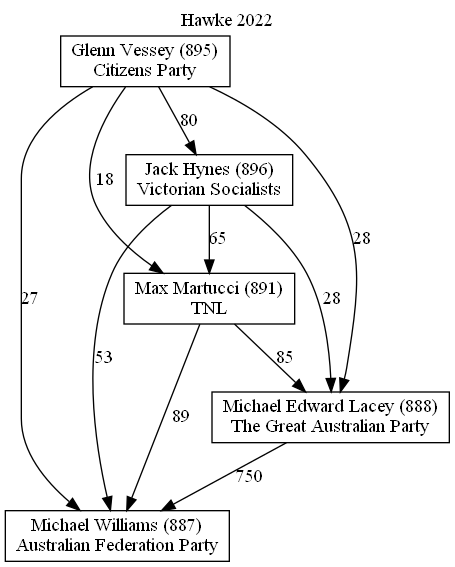 Hawke 2022
Glenn Vessey (895)
Citizens Party
80
Jack Hynes (896)
Victorian Socialists
18
65
28
Max Martucci (891)
TNL
27
28
53
85
89
Michael Edward Lacey (888)
The Great Australian Party
750
Michael Williams (887)
Australian Federation Party